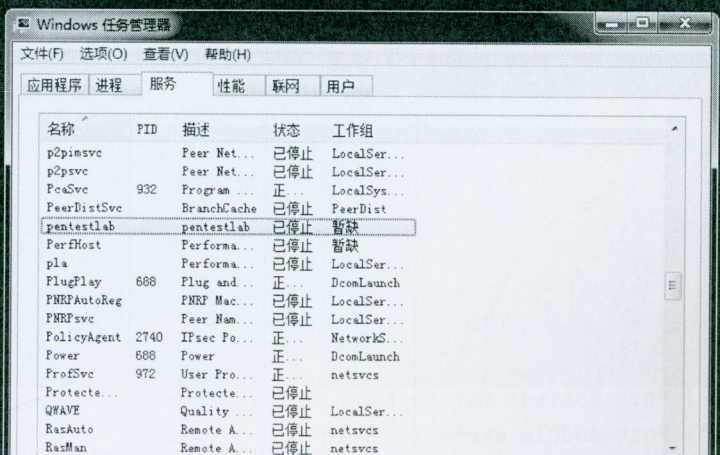 Windows 任务管理器
文件(F) 选项(O) 查看(V) 帮助(H)
应用程序 进程 服务 性能 联网 用户
名称 PID 描述 状态 工作组
p2pimsvc Peer Net... 已停止 LocalSer...
p2psvc Peer Net... 已停止 LocalSer...
PcaSvc 932 Program ... 正... LocalSys...
PeerDistSvc BranchCache 已停止 PeerDist
pentestlab pentestlab 已停止 暂缺
PerfHost Performa... 已停止 暂缺
pla Performa... 已停止 LocalSer...
PlugPlay 688 Plug and... 正... DcomLaunch
PNRPAutoReg PNRP Mac... 已停止 LocalSer...
PNRPsvc Peer Nam... 已停止 LocalSer...
PolicyAgent 2740 IPsec Po... 正... NetworkS...
Power 688 Power 正... DcomLaunch
ProfSvc 972 User Pro... 正... netsvcs
Protecte... Protecte... 已停止
QWAVE Quality ... 已停止 LocalSer...
RasAuto Remote A... 已停止 netsvcs
RasMan Remote A... 已停止 netsvcs